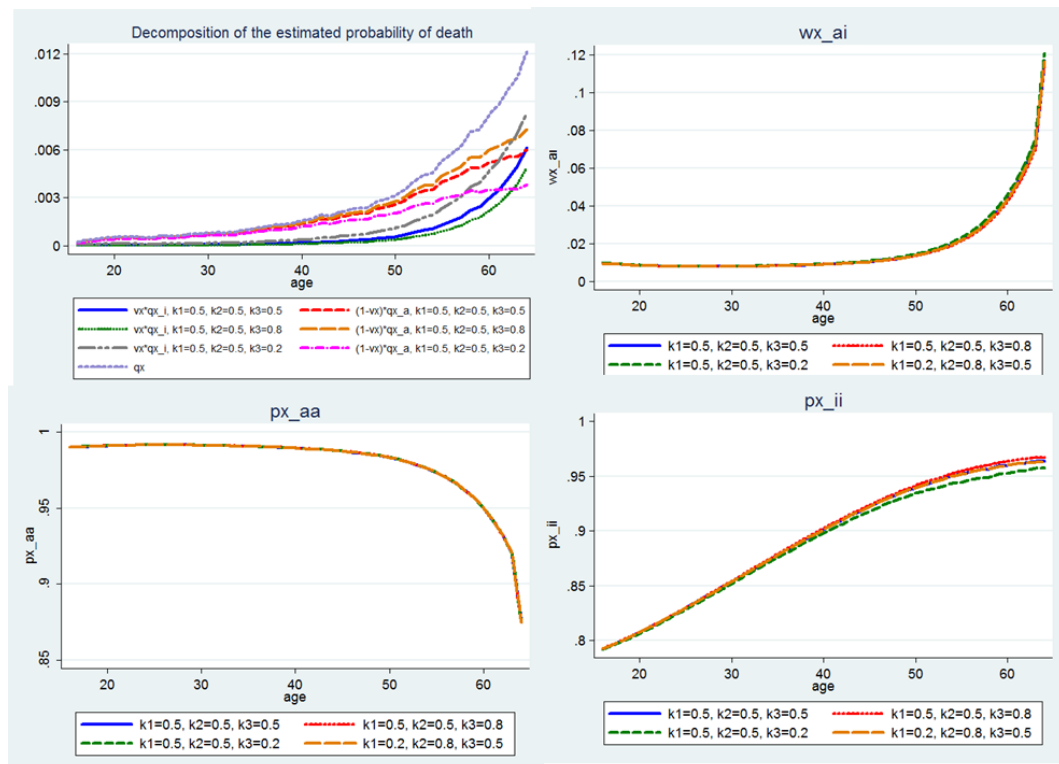 Decomposition of the estimated probability of death
.012
.009
.006
.003
0
20 30 40 50 60
age
vx*qx_i, k1=0.5, k2=0.5, k3=0.5 (1-vx)*qx_a, k1=0.5, k2=0.5, k3=0.5
vx*qx_i, k1=0.5, k2=0.5, k3=0.8 (1-vx)*qx_a, k1=0.5, k2=0.5, k3=0.8
vx*qx_i, k1=0.5, k2=0.5, k3=0.2 (1-vx)*qx_a, k1=0.5, k2=0.5, k3=0.2
qx
wx_ai
.12
.1
.08
.06
.04
.02
0
wx_ai
20 30 40 50 60
age
k1=0.5, k2=0.5, k3=0.5 k1=0.5, k2=0.5, k3=0.8
k1=0.5, k2=0.5, k3=0.2 k1=0.2, k2=0.8, k3=0.5
px_aa
1
.95
.9
.85
px_aa
20 30 40 50 60
age
k1=0.5, k2=0.5, k3=0.5 k1=0.5, k2=0.5, k3=0.8
k1=0.5, k2=0.5, k3=0.2 k1=0.2, k2=0.8, k3=0.5
px_ii
1
.95
.9
.85
.8
px_ii
20 30 40 50 60
age
k1=0.5, k2=0.5, k3=0.5 k1=0.5, k2=0.5, k3=0.8
k1=0.5, k2=0.5, k3=0.2 k1=0.2, k2=0.8, k3=0.5